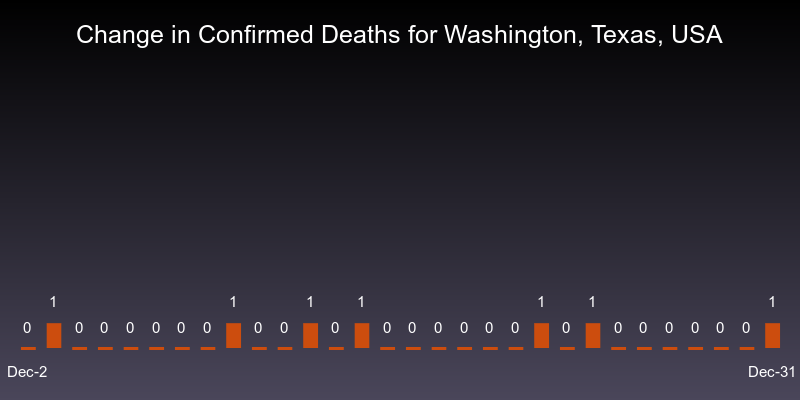 Change in Confirmed Deaths for Washington, Texas, USA
0 1 0 0 0 0 0 0 1 0 0 1 0 1 0 0 0 0 0 0 1 0 1 0 0 0 0 0 0 1
Dec-2 Dec-31